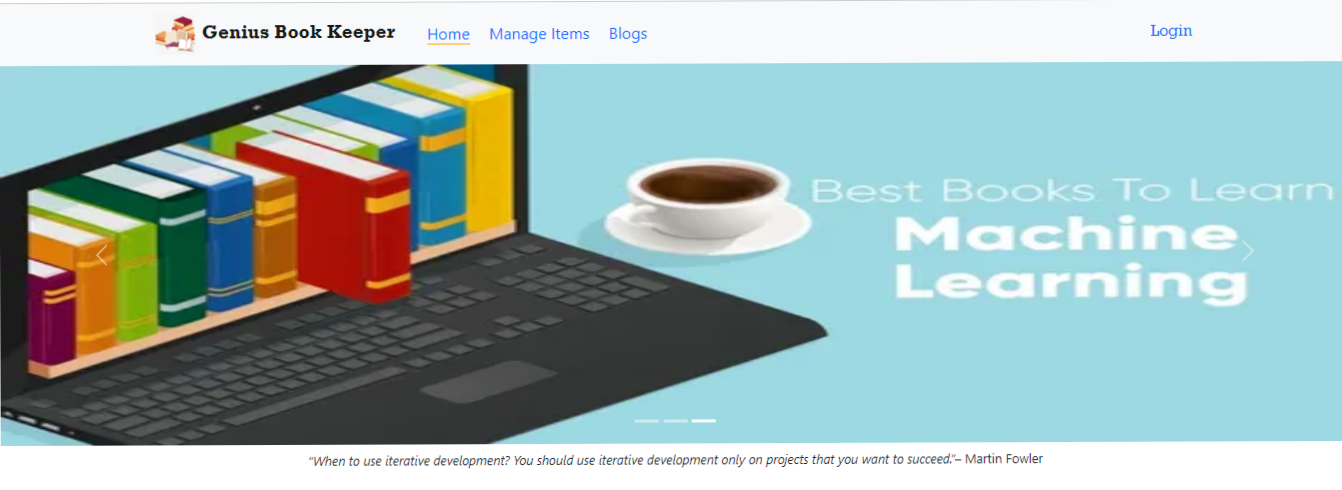 Genius Book Keeper Home Manage Items Blogs Login
Best Books To Learn
Machine
Learning
"When to use iterative development? You should use iterative development only on projects that you want to succeed."– Martin Fowler